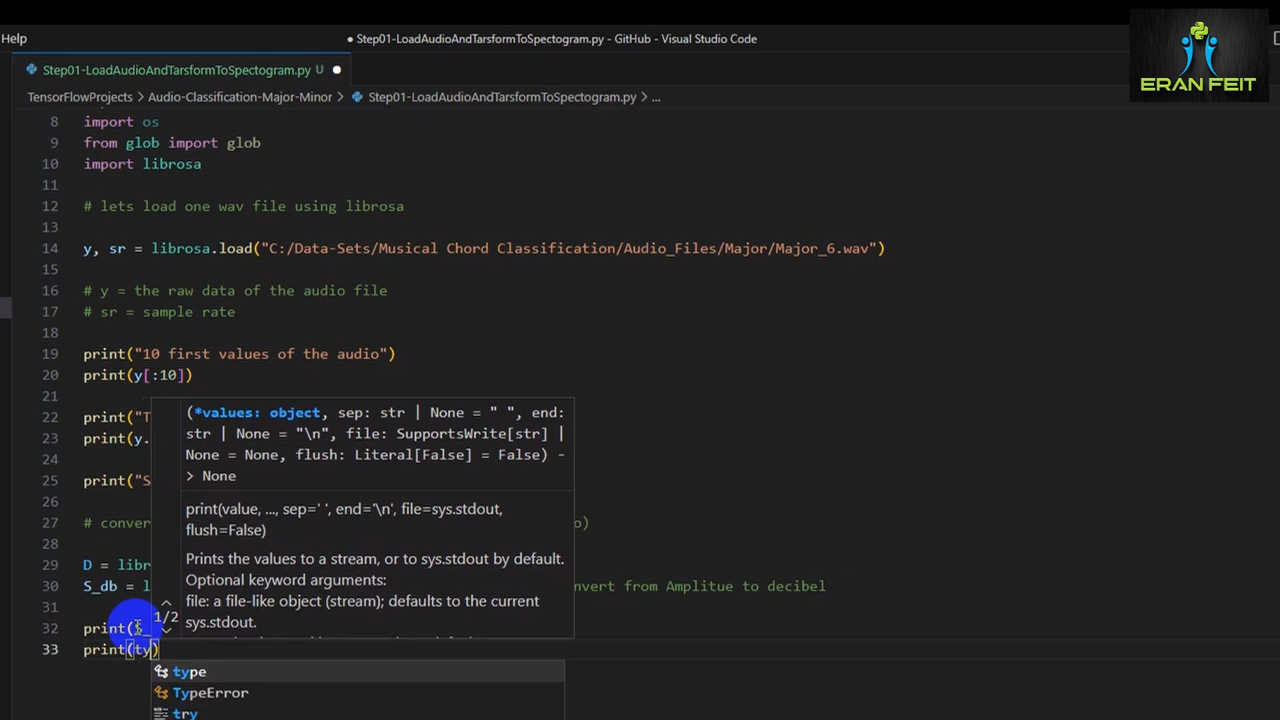 Help
● Step01-LoadAudioAndTarsformToSpectogram.py - GitHub - Visual Studio Code
ERAN FEIT
Step01-LoadAudioAndTarsformToSpectogram.py U ●
TensorFlowProjects > Audio-Classification-Major-Minor > Step01-LoadAudioAndTarsformToSpectogram.py > ...
8 import os
9 from glob import glob
10 import librosa
11
12 # lets load one wav file using librosa
13
14 y, sr = librosa.load("C:/Data-Sets/Musical Chord Classification/Audio_Files/Major/Major_6.wav")
15
16 # y = the raw data of the audio file
17 # sr = sample rate
18
19 print("10 first values of the audio")
20 print(y[:10])
21
(*values: object, sep: str | None = " ", end:
22 print("T
str | None = "\n", file: SupportsWrite[str] |
23 print(y.
None = None, flush: Literal[False] = False) -
24
> None
25 print("S
26
print(value, ..., sep=' ', end='\n', file=sys.stdout,
27 # conver o)
flush=False)
28
Prints the values to a stream, or to sys.stdout by default.
29 D = libr
Optional keyword arguments:
30 S_db = l nvert from Amplitue to decibel
file: a file-like object (stream); defaults to the current
31
1/2
sys.stdout.
32 print(S_
33 print(ty)
type
TypeError
try